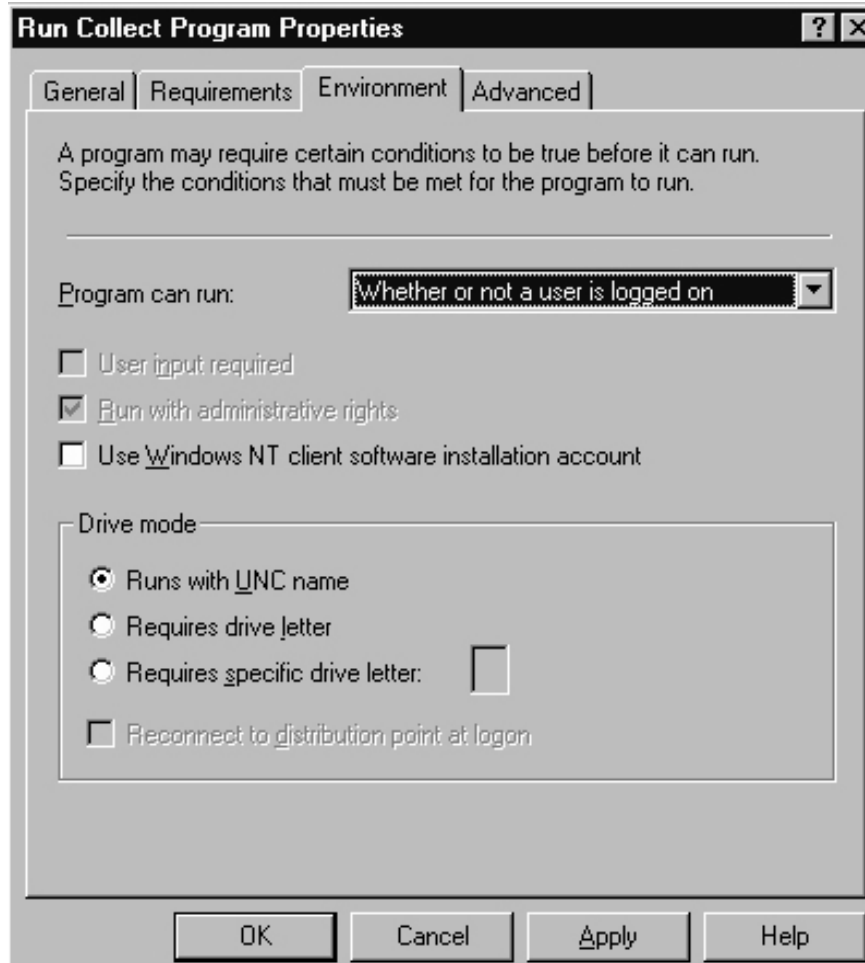 Run Collect Program Properties
General Requirements Environment Advanced
A program may require certain conditions to be true before it can run.
Specify the conditions that must be met for the program to run.
Program can run: Whether or not a user is logged on
User input required
Run with administrative rights
Use Windows NT client software installation account
Drive mode
Runs with UNC name
Requires drive letter
Requires specific drive letter:
Reconnect to distribution point at logon
OK Cancel Apply Help